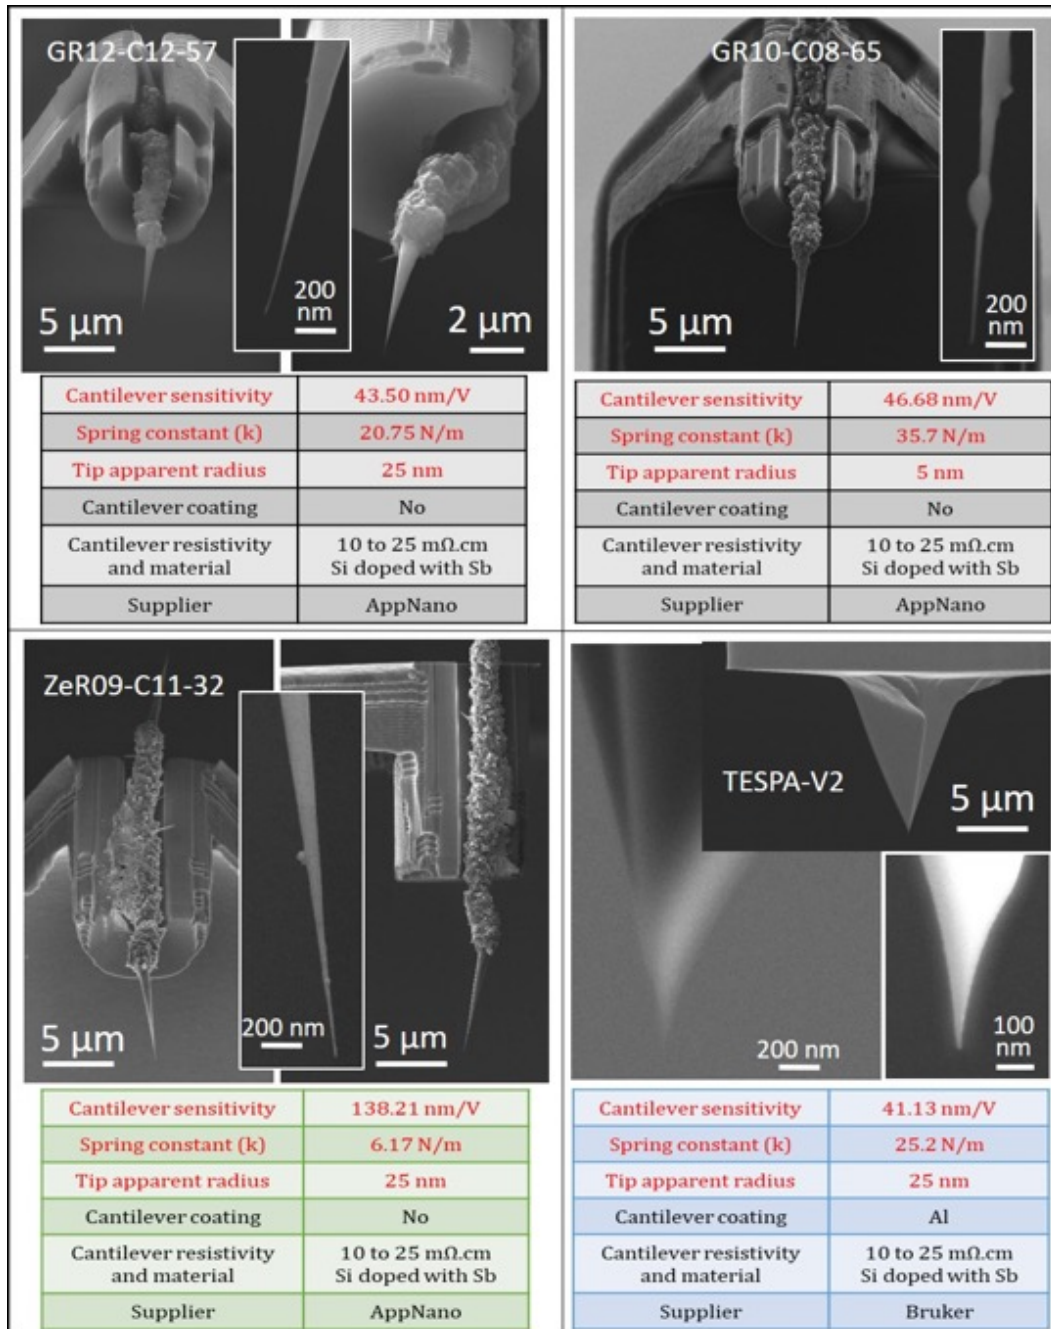 GR12-C12-57
5 µm
200
nm
2 µm
Cantilever sensitivity 43.50 nm/V
Spring constant (k) 20.75 N/m
Tip apparent radius 25 nm
Cantilever coating No
Cantilever resistivity and material 10 to 25 mΩ.cm
Si doped with Sb
Supplier AppNano
GR10-C08-65
5 µm
200
nm
Cantilever sensitivity 46.68 nm/V
Spring constant (k) 35.7 N/m
Tip apparent radius 5 nm
Cantilever coating No
Cantilever resistivity and material 10 to 25 mΩ.cm
Si doped with Sb
Supplier AppNano
ZeR09-C11-32
5 µm
200 nm
5 µm
Cantilever sensitivity 138.21 nm/V
Spring constant (k) 6.17 N/m
Tip apparent radius 25 nm
Cantilever coating No
Cantilever resistivity and material 10 to 25 mΩ.cm
Si doped with Sb
Supplier AppNano
TESPA-V2
5 µm
200 nm
100
nm
Cantilever sensitivity 41.13 nm/V
Spring constant (k) 25.2 N/m
Tip apparent radius 25 nm
Cantilever coating Al
Cantilever resistivity and material 10 to 25 mΩ.cm
Si doped with Sb
Supplier Bruker